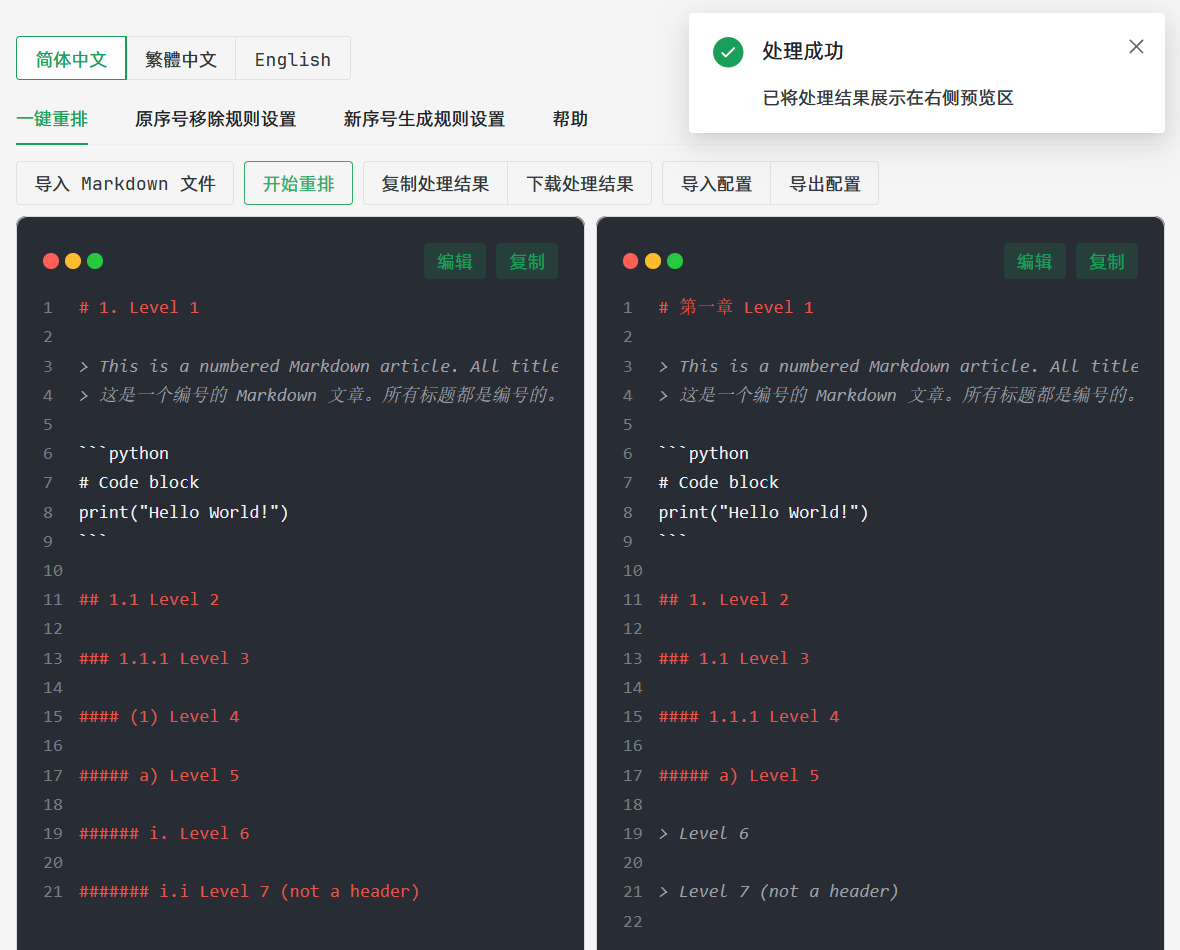 简体中文 繁體中文 English
处理成功
已将处理结果展示在右侧预览区
一键重排 原序号移除规则设置 新序号生成规则设置 帮助
导入 Markdown 文件 开始重排 复制处理结果 下载处理结果 导入配置 导出配置
编辑 复制
1 # 1. Level 1
2
3 > This is a numbered Markdown article. All title
4 > 这是一个编号的 Markdown 文章。所有标题都是编号的。
5
6 ```python
7 # Code block
8 print("Hello World!")
9 ```
10
11 ## 1.1 Level 2
12
13 ### 1.1.1 Level 3
14
15 #### (1) Level 4
16
17 ##### a) Level 5
18
19 ###### i. Level 6
20
21 ####### i.i Level 7 (not a header)
编辑 复制
1 # 第一章 Level 1
2
3 > This is a numbered Markdown article. All title
4 > 这是一个编号的 Markdown 文章。所有标题都是编号的。
5
6 ```python
7 # Code block
8 print("Hello World!")
9 ```
10
11 ## 1. Level 2
12
13 ### 1.1 Level 3
14
15 #### 1.1.1 Level 4
16
17 ##### a) Level 5
18
19 > Level 6
20
21 > Level 7 (not a header)
22